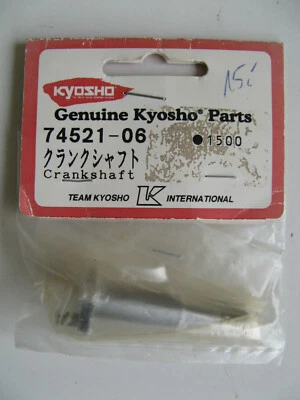 KYOSHO
15:
Genuine Kyosho® Parts
74521-06
●1500
クランクシャフト
Crankshaft
TEAM KYOSHO K INTERNATIONAL